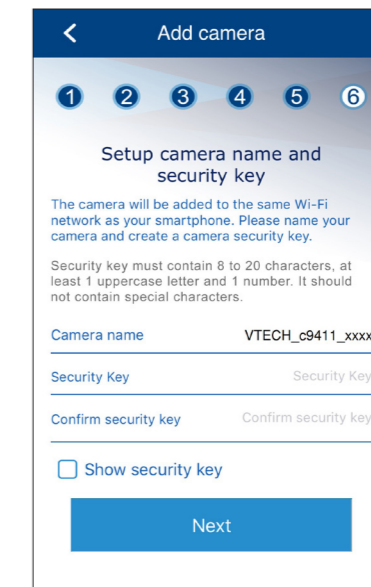 Add camera
1 2 3 4 5 6
Setup camera name and
security key
The camera will be added to the same Wi-Fi
network as your smartphone. Please name your
camera and create a camera security key.
Security key must contain 8 to 20 characters, at
least 1 uppercase letter and 1 number. It should
not contain special characters.
Camera name VTECH_c9411_xxxx
Security Key Security Key
Confirm security key Confirm security key
Show security key
Next